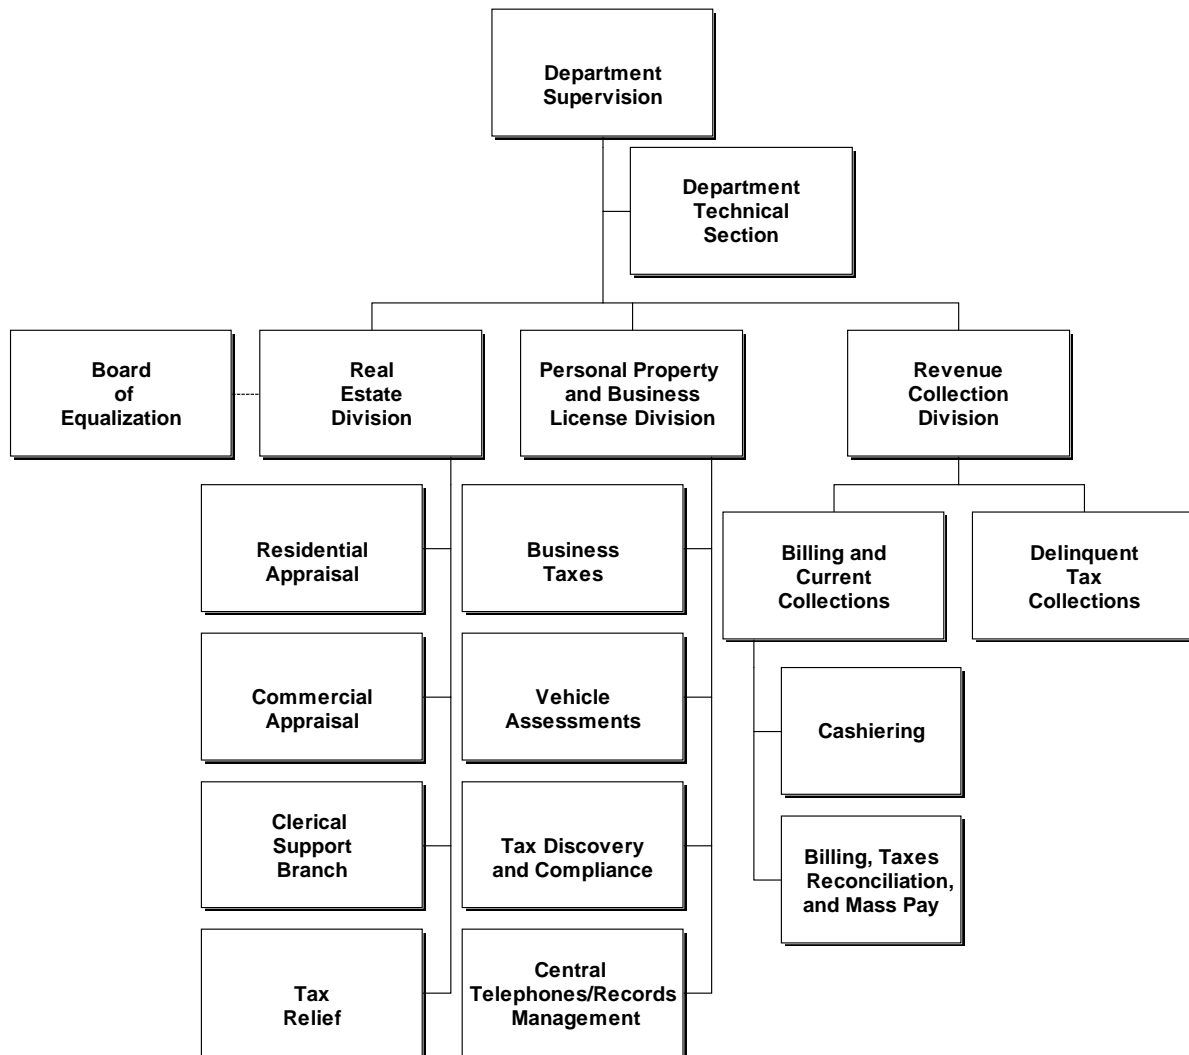 Department
Supervision
Department
Technical
Section
Board
of
Equalization
Real
Estate
Division
Personal Property
and Business
License Division
Revenue
Collection
Division
Residential
Appraisal
Business
Taxes
Billing and
Current
Collections
Delinquent
Tax
Collections
Commercial
Appraisal
Vehicle
Assessments
Cashiering
Clerical
Support
Branch
Tax Discovery
and Compliance
Billing, Taxes
Reconciliation,
and Mass Pay
Tax
Relief
Central
Telephones/Records
Management